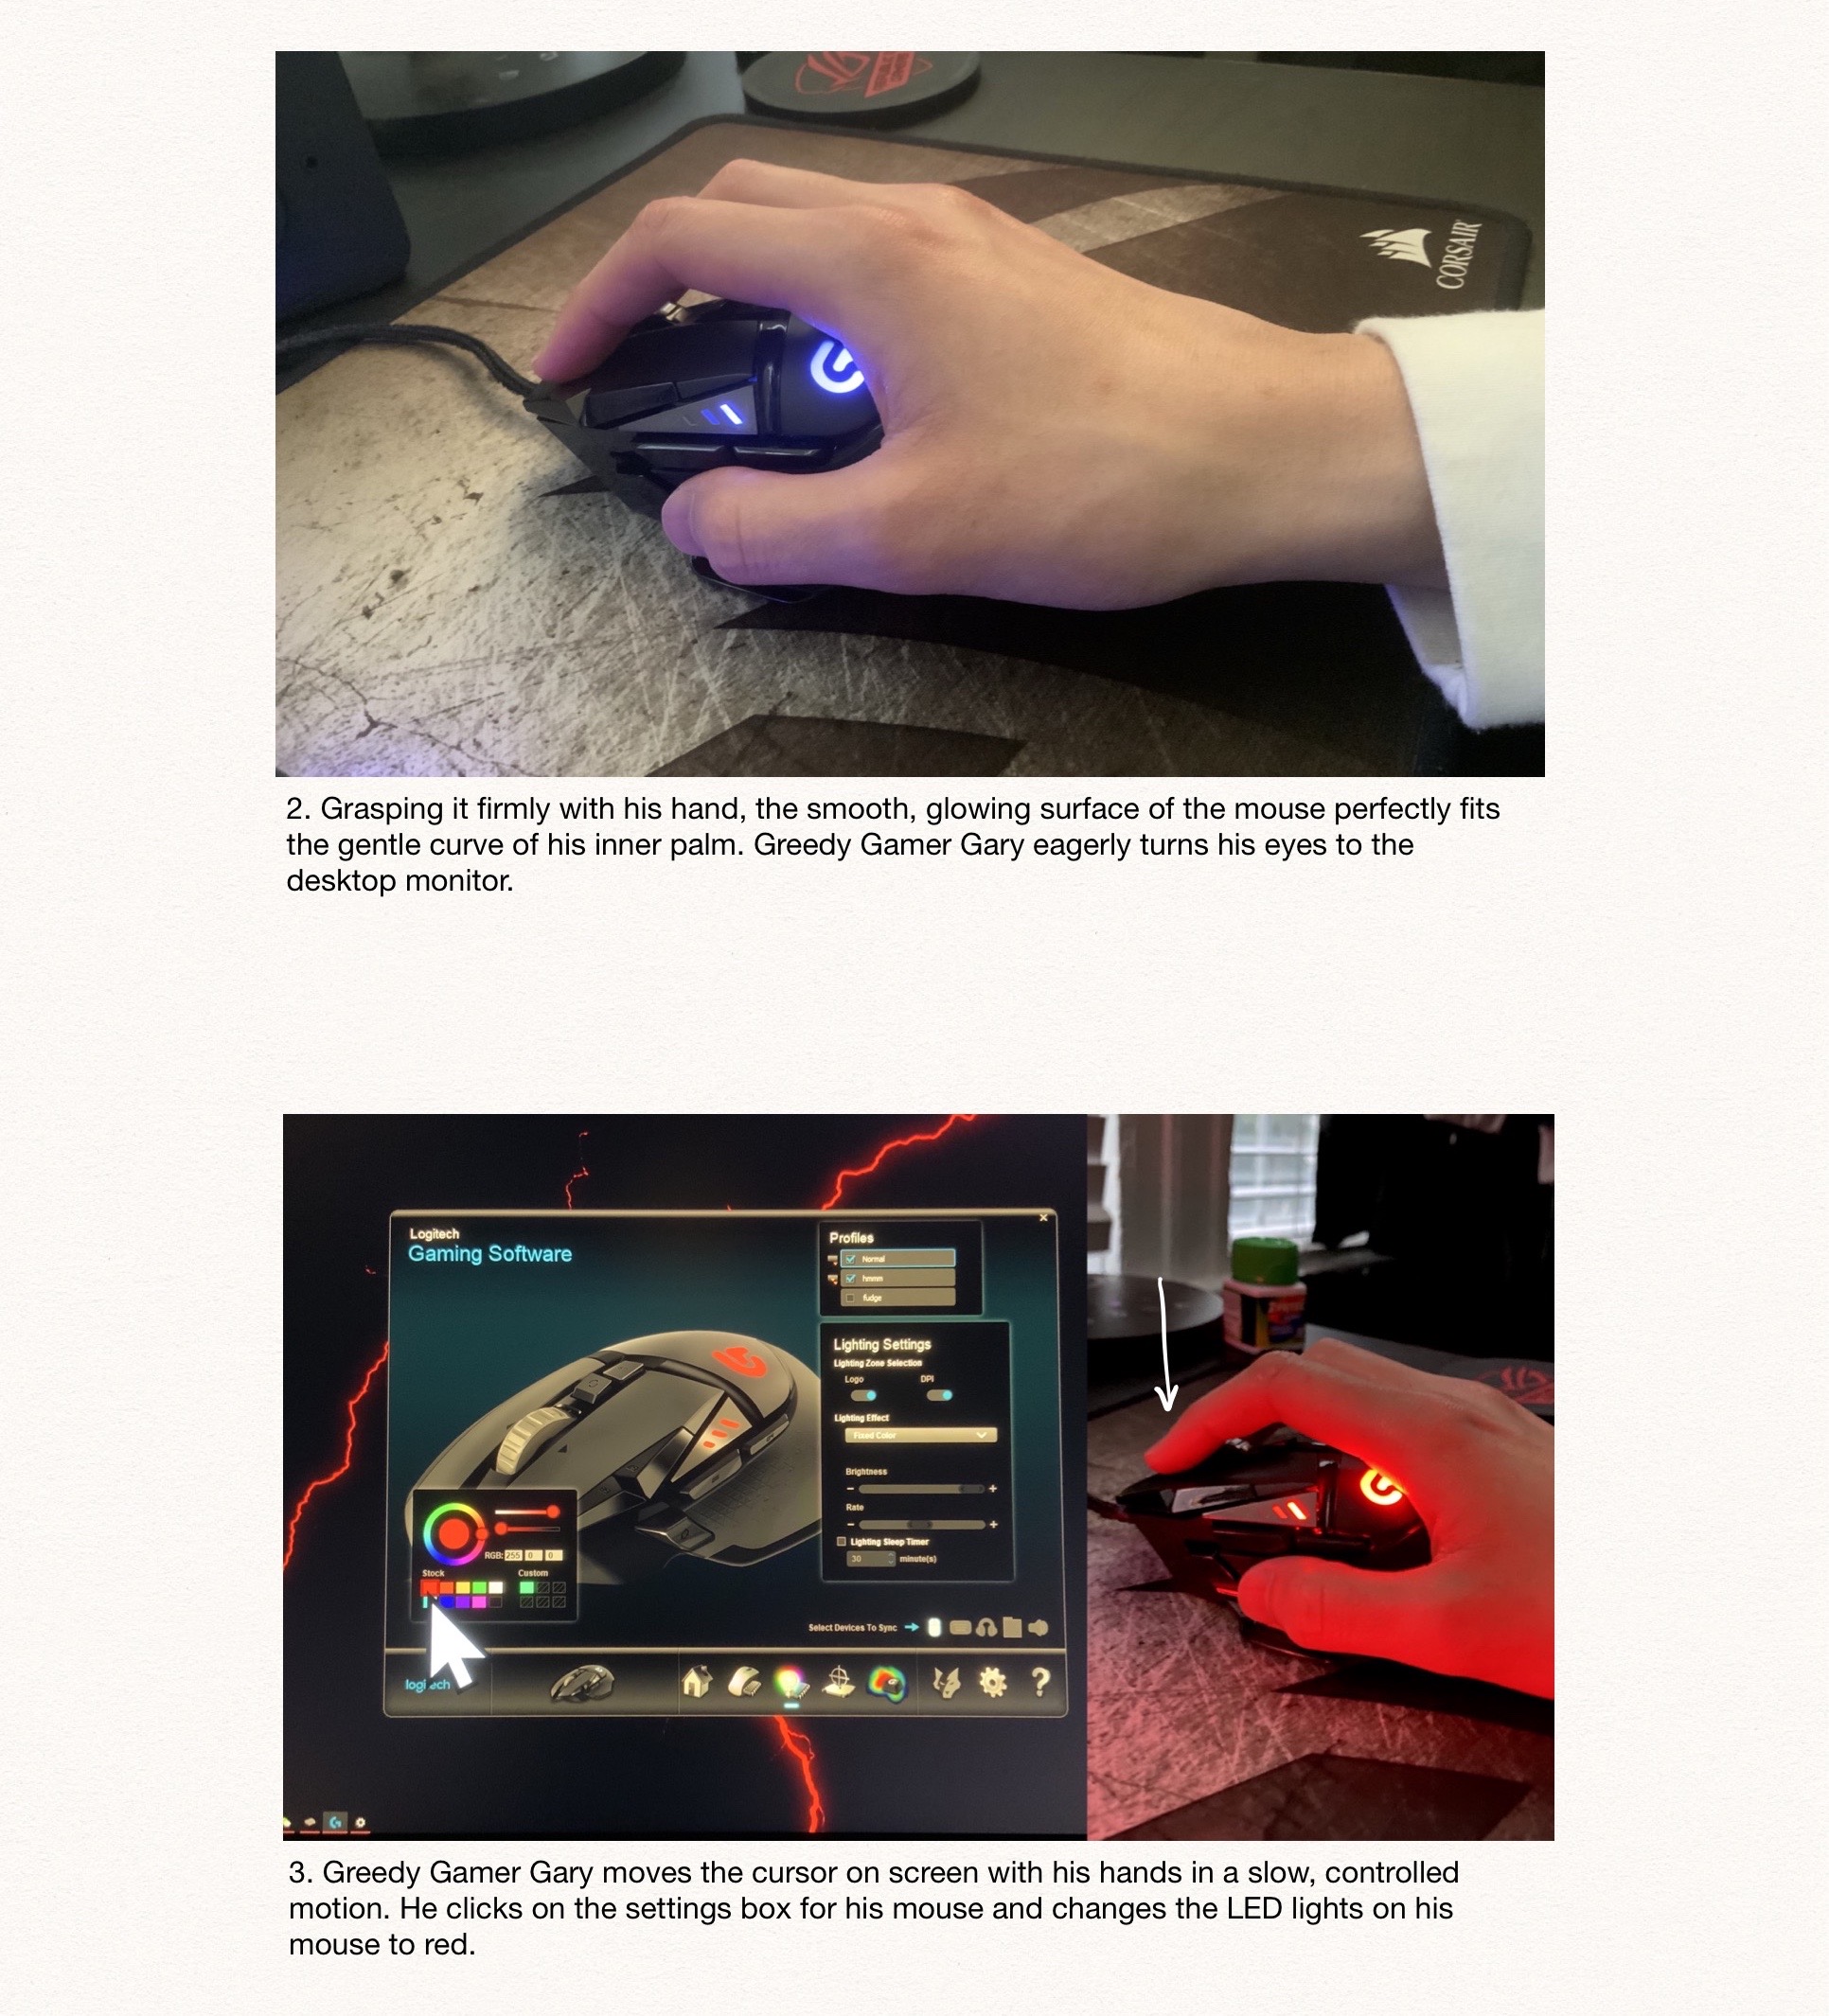 CORSAIR
2. Grasping it firmly with his hand, the smooth, glowing surface of the mouse perfectly fits
the gentle curve of his inner palm. Greedy Gamer Gary eagerly turns his eyes to the
desktop monitor.
Logitech
Gaming Software
Profiles
Normal
hmmm
fudge
Lighting Settings
Lighting Zone Selection
Logo DPI
Lighting Effect
Fixed Color
Brightness
- +
Rate
- +
Lighting Sleep Timer
30 minute(s)
RGB: 255 0 0
Stock Custom
Select Devices To Sync
logitech
?
3. Greedy Gamer Gary moves the cursor on screen with his hands in a slow, controlled
motion. He clicks on the settings box for his mouse and changes the LED lights on his
mouse to red.